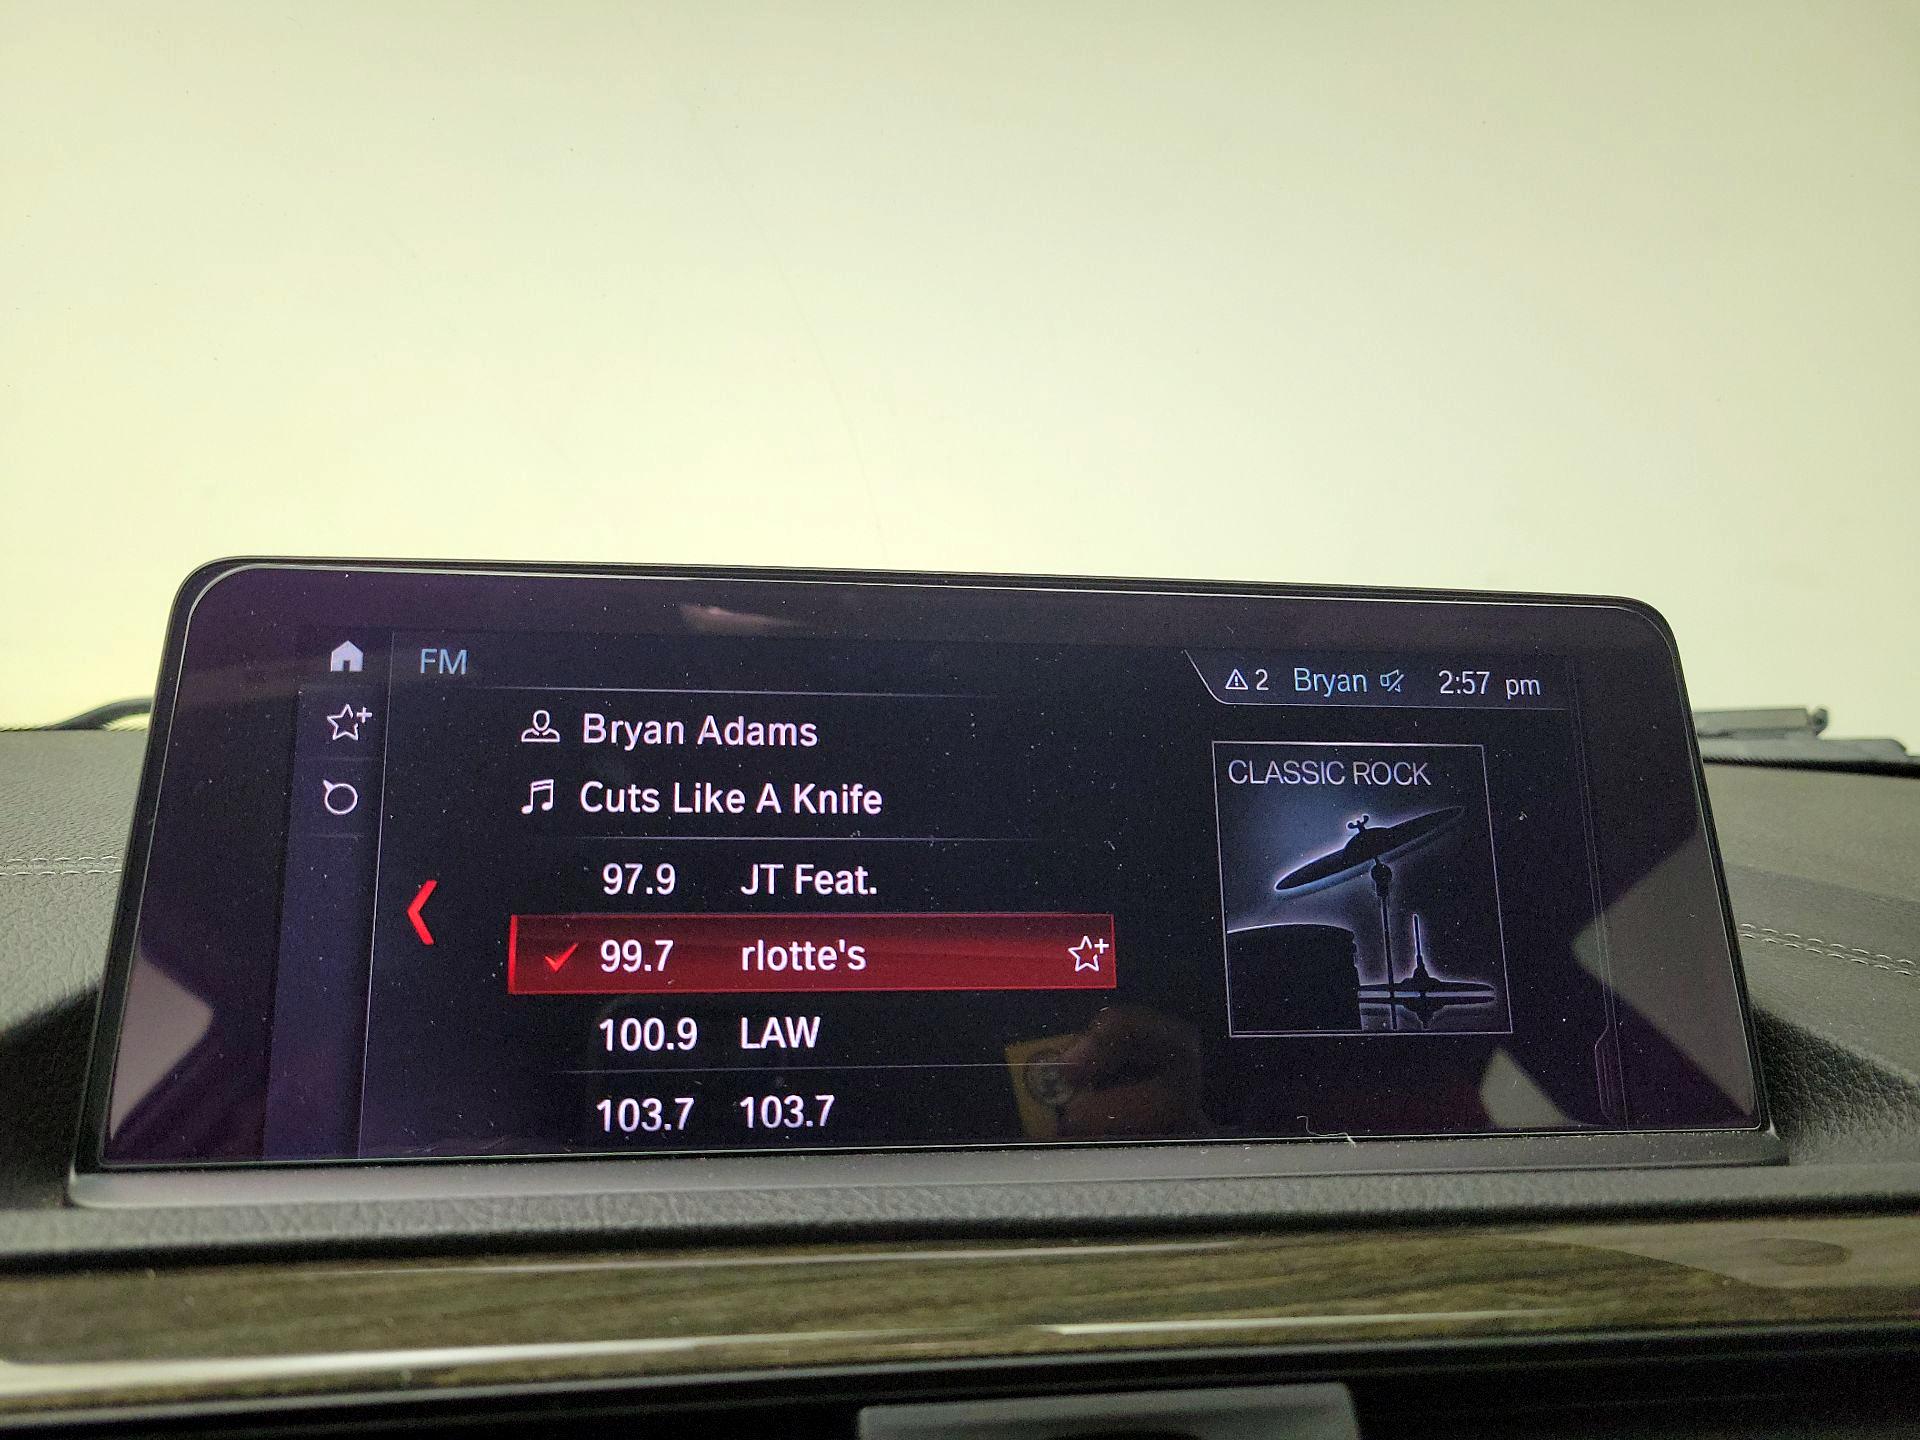 FM
2 Bryan 2:57 pm
Bryan Adams
Cuts Like A Knife
97.9 JT Feat.
99.7 rlotte's
100.9 LAW
103.7 103.7
CLASSIC ROCK